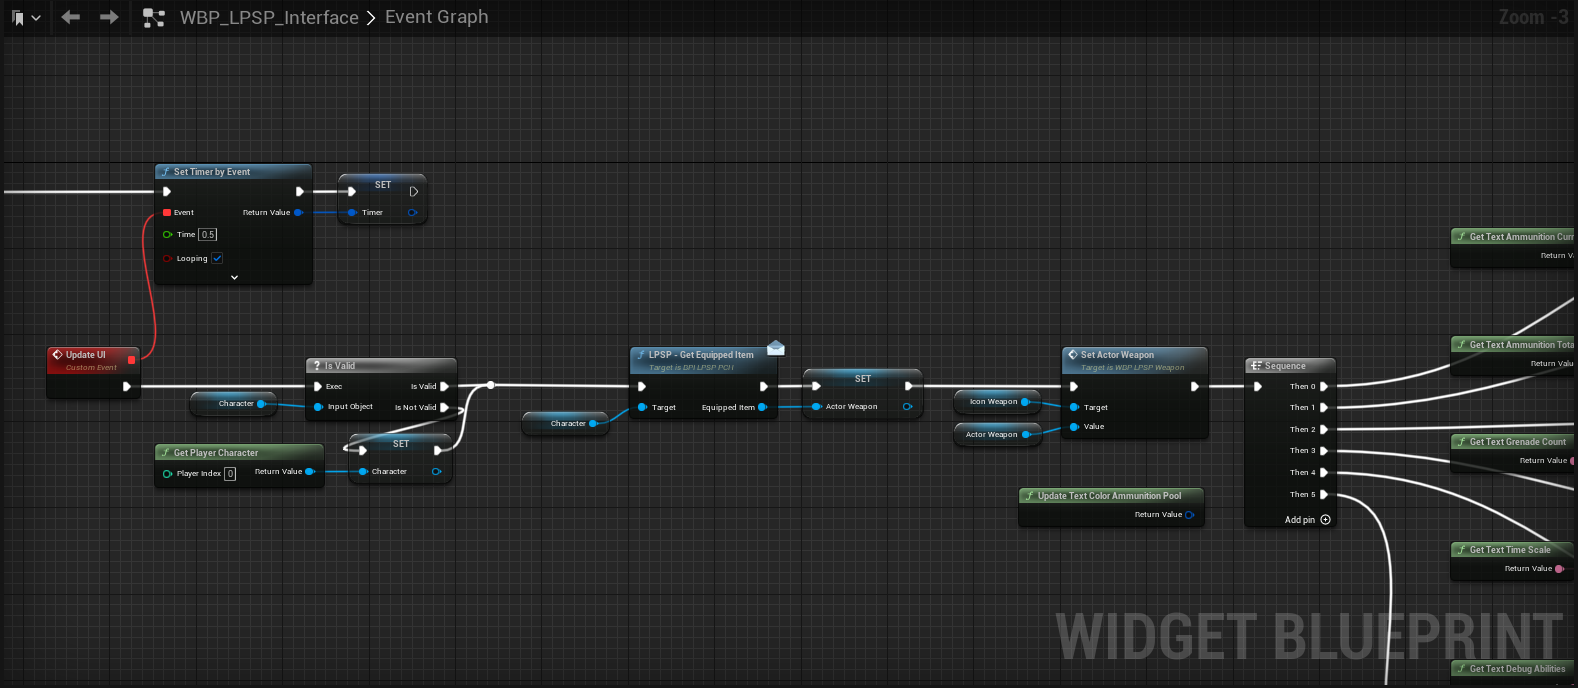 WBP_LPSP_Interface > Event Graph
Zoom -3
Set Timer by Event
Event
Return Value
Time 0.5
Looping
SET
Timer
Update UI
Custom Event
Is Valid
Exec
Is Valid
Input Object
Is Not Valid
Character
Get Player Character
Player Index 0
Return Value
SET
Character
Character
LPSP - Get Equipped Item
Target is BPI LPSP PCH
Target
Equipped Item
SET
Actor Weapon
Icon Weapon
Actor Weapon
Set Actor Weapon
Target is WBP LPSP Weapon
Target
Value
Update Text Color Ammunition Pool
Return Value
Sequence
Then 0
Then 1
Then 2
Then 3
Then 4
Then 5
Add pin
Get Text Ammunition Curr
Return Va
Get Text Ammunition Tota
Return Valu
Get Text Grenade Count
Return Value
Get Text Time Scale
Return Value
Get Text Debug Abilities
WIDGET BLUEPRINT